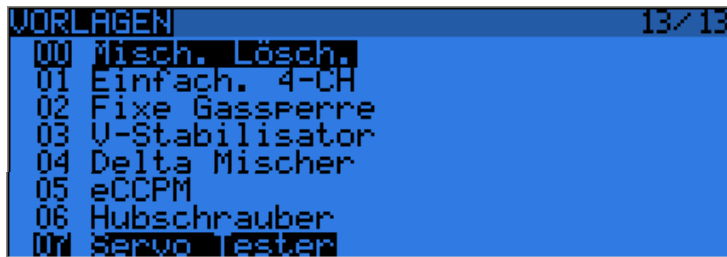 VORLAGEN 13/13
00 Misch. Lösch.
01 Einfach. 4-CH
02 Fixe Gassperre
03 V-Stabilisator
04 Delta Mischer
05 eCCPM
06 Hubschrauber
07 Servo Tester